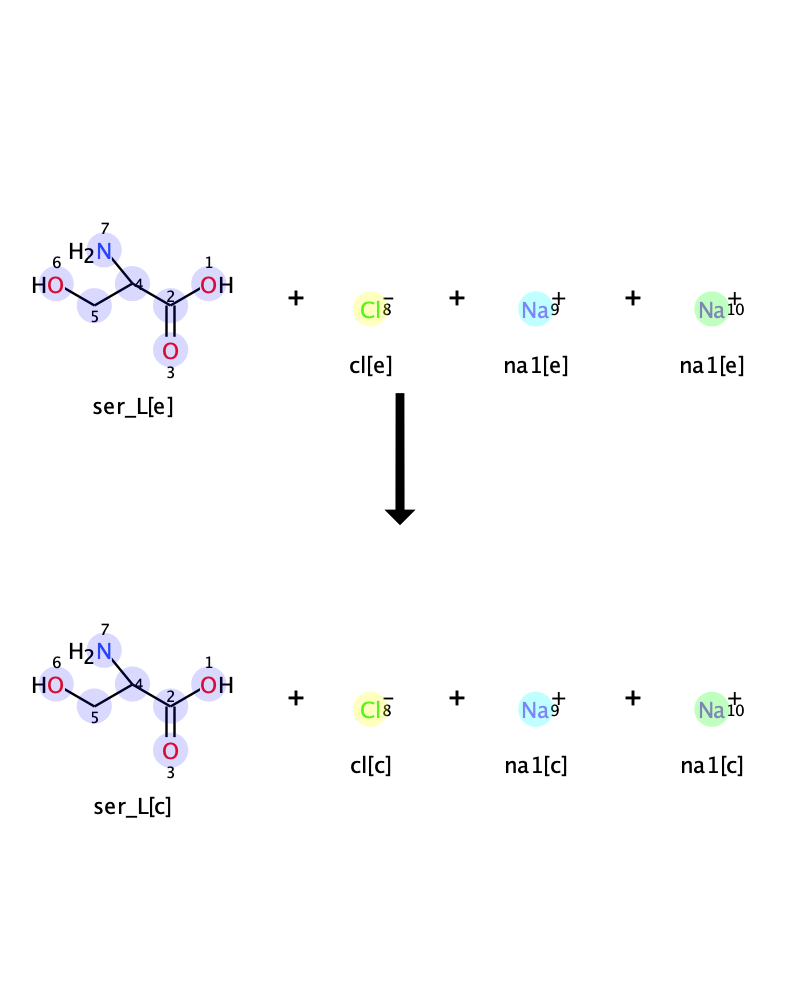 7
H2N
6
1
HO
4
2
OH
5
O
3
+
Cl−
8
+
Na+
9
+
Na+
10
cl[e]
na1[e]
na1[e]
ser_L[e]
7
H2N
6
1
HO
4
2
OH
5
O
3
+
Cl−
8
+
Na+
9
+
Na+
10
cl[c]
na1[c]
na1[c]
ser_L[c]